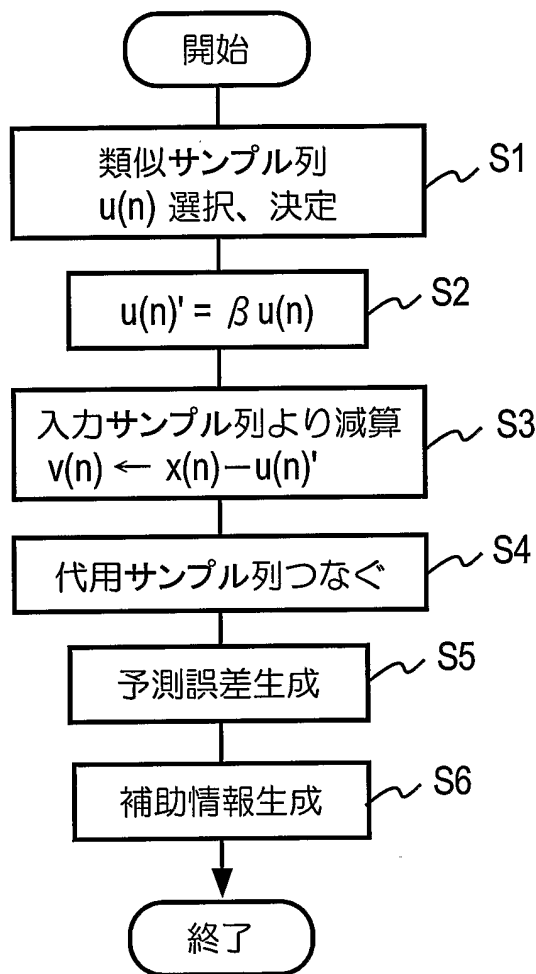 開始
類似サンプル列
u(n) 選択、決定
S1
u(n)' = β u(n)
S2
入力サンプル列より減算
v(n) ← x(n)−u(n)'
S3
代用サンプル列つなぐ
S4
予測誤差生成
S5
補助情報生成
S6
終了